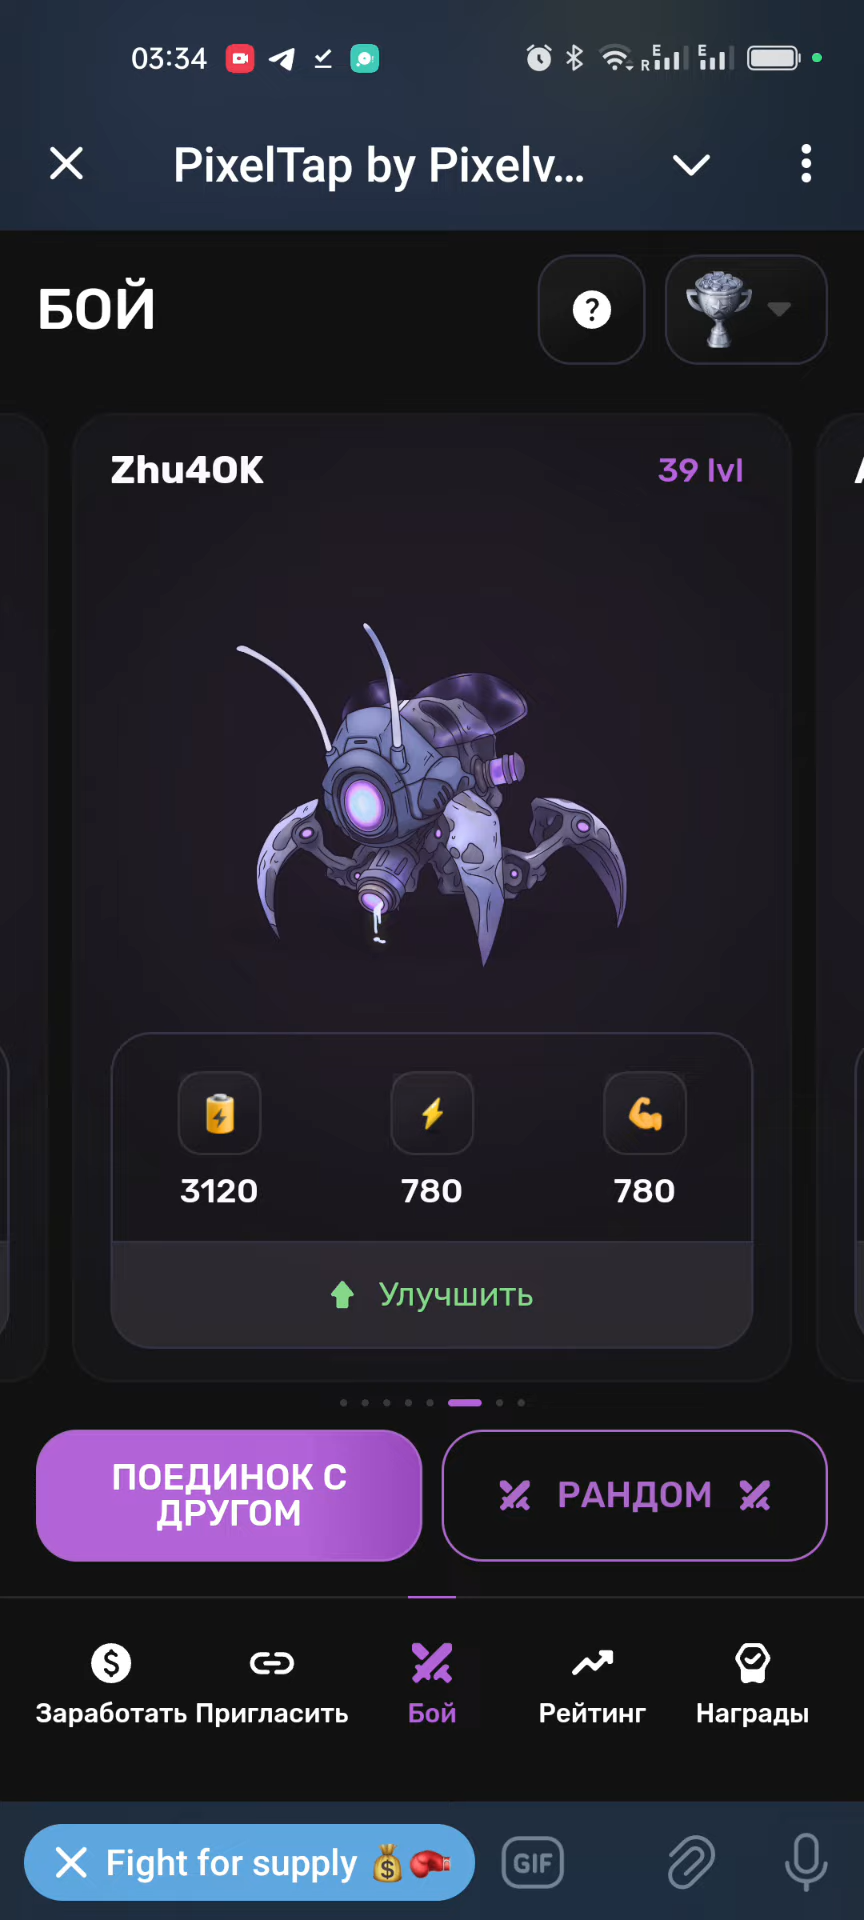 03:34
PixelTap by Pixelv...
БОЙ
Zhu4OK
39 lvl
3120
780
780
Улучшить
ПОЕДИНОК С
ДРУГОМ
РАНДОМ
Заработать
Пригласить
Бой
Рейтинг
Награды
Fight for supply 💰🥊
GIF